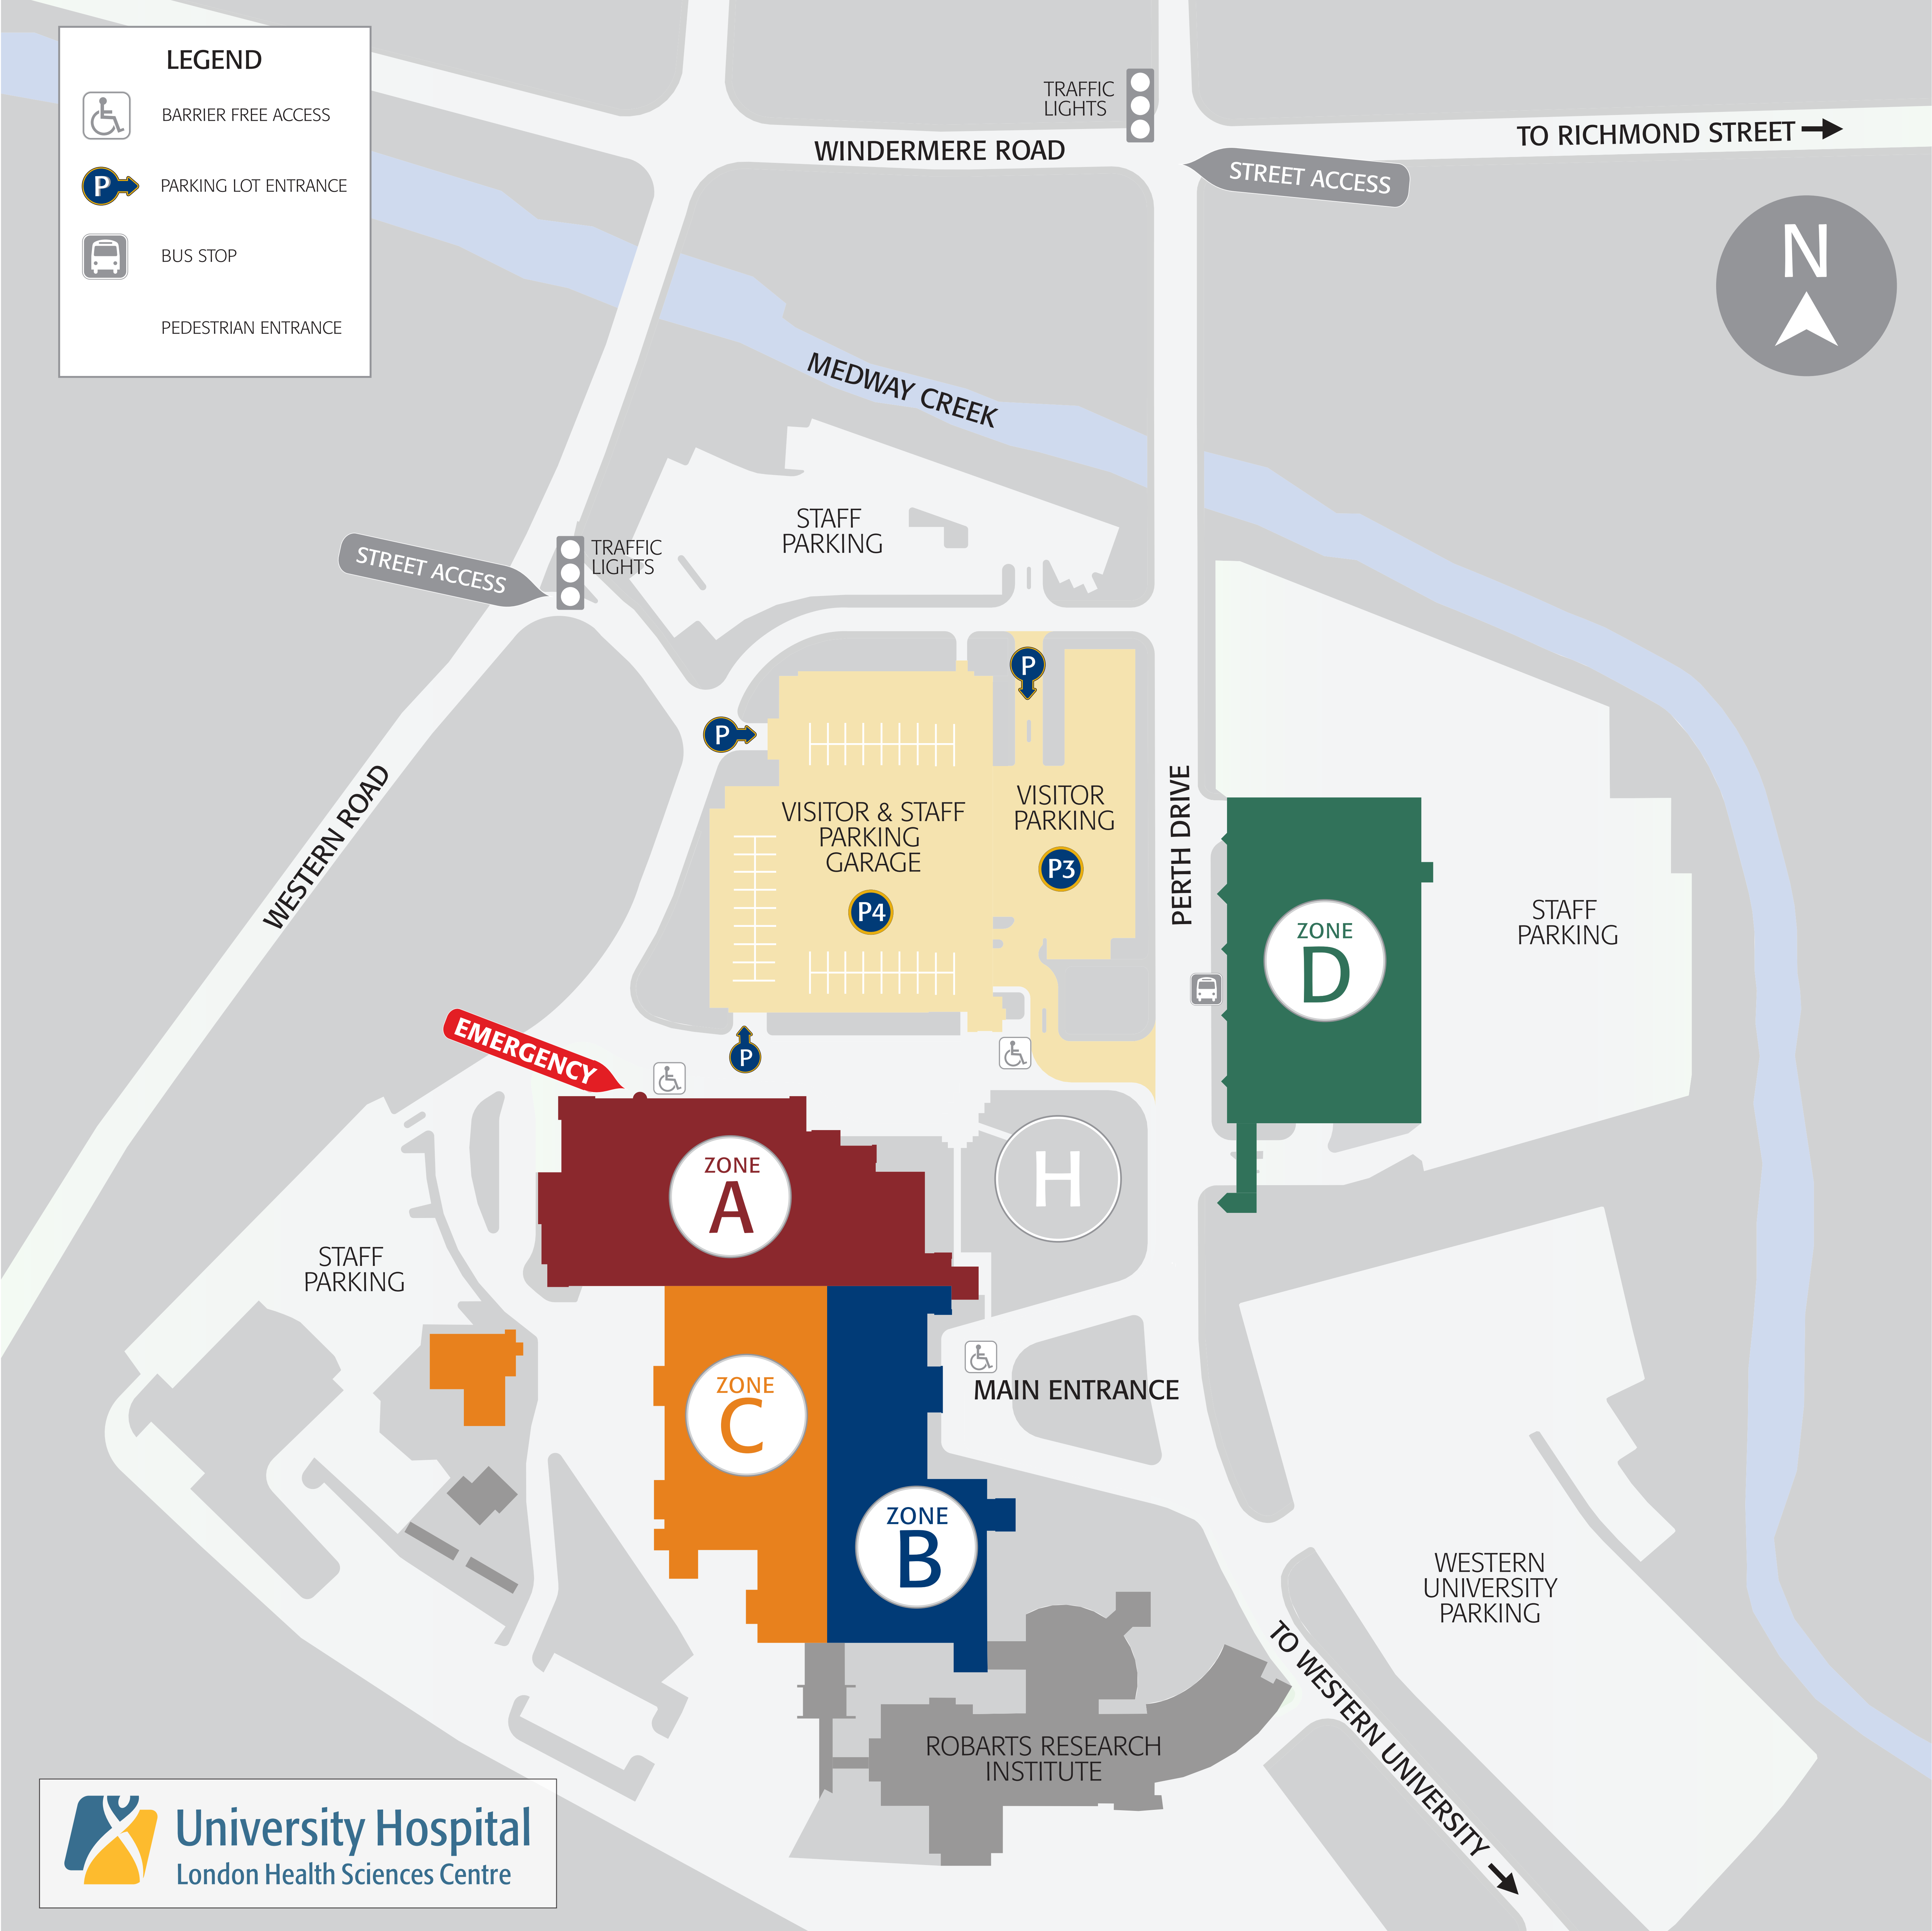 LEGEND
BARRIER FREE ACCESS
P
PARKING LOT ENTRANCE
BUS STOP
PEDESTRIAN ENTRANCE
TRAFFIC
LIGHTS
WINDERMERE ROAD
TO RICHMOND STREET
STREET ACCESS
N
MEDWAY CREEK
STAFF
PARKING
STREET ACCESS
TRAFFIC
LIGHTS
P
P
WESTERN ROAD
VISITOR & STAFF
PARKING
GARAGE
P4
VISITOR
PARKING
P3
PERTH DRIVE
ZONE
D
STAFF
PARKING
EMERGENCY
P
ZONE
A
H
STAFF
PARKING
ZONE
C
MAIN ENTRANCE
ZONE
B
WESTERN
UNIVERSITY
PARKING
TO WESTERN UNIVERSITY
ROBARTS RESEARCH
INSTITUTE
University Hospital
London Health Sciences Centre